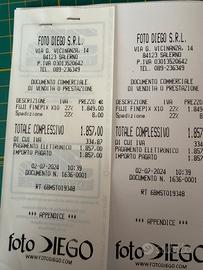 FOTO DIEGO S.R.L.
VIA G. VICINANZA, 14
84123 SALERNO
P.IVA 03013520642
TEL. 089-236349
DOCUMENTO COMMERCIALE
DI VENDITA O PRESTAZIONE
DESCRIZIONE IVA PREZZO €
FUJI FINEPIX X10 22% 1.849,00
Spedizione 22% 8.00
TOTALE COMPLESSIVO 1.857,00
DI CUI IVA 334,87
PAGAMENTO ELETTRONICO 1.857,00
IMPORTO PAGATO 1.857,00
02-07-2024 10:39
DOCUMENTO N. 1636-0001
RT 68MST019348
*** APPENDICE ***
foto DIEGO
WWW.FOTODIEGO.COM
FOTO DIEGO S.R.L.
VIA G. VICINANZA, 14
84123 SALERNO
P.IVA 03013520642
TEL. 089-236349
DOCUMENTO COMMERCIALE
DI VENDITA O PRESTAZIONE
DESCRIZIONE IVA PREZZO
FUJI FINEPIX X10 22% 1.849
Spedizione 22% 8
TOTALE COMPLESSIVO 1.857
DI CUI IVA 334
PAGAMENTO ELETTRONICO 1.857
IMPORTO PAGATO 1.857
02-07-2024 10:39
DOCUMENTO N. 1636-0001
RT 68MST019348
*** APPENDICE ***
foto DIEGO
WWW.FOTODIEGO.COM